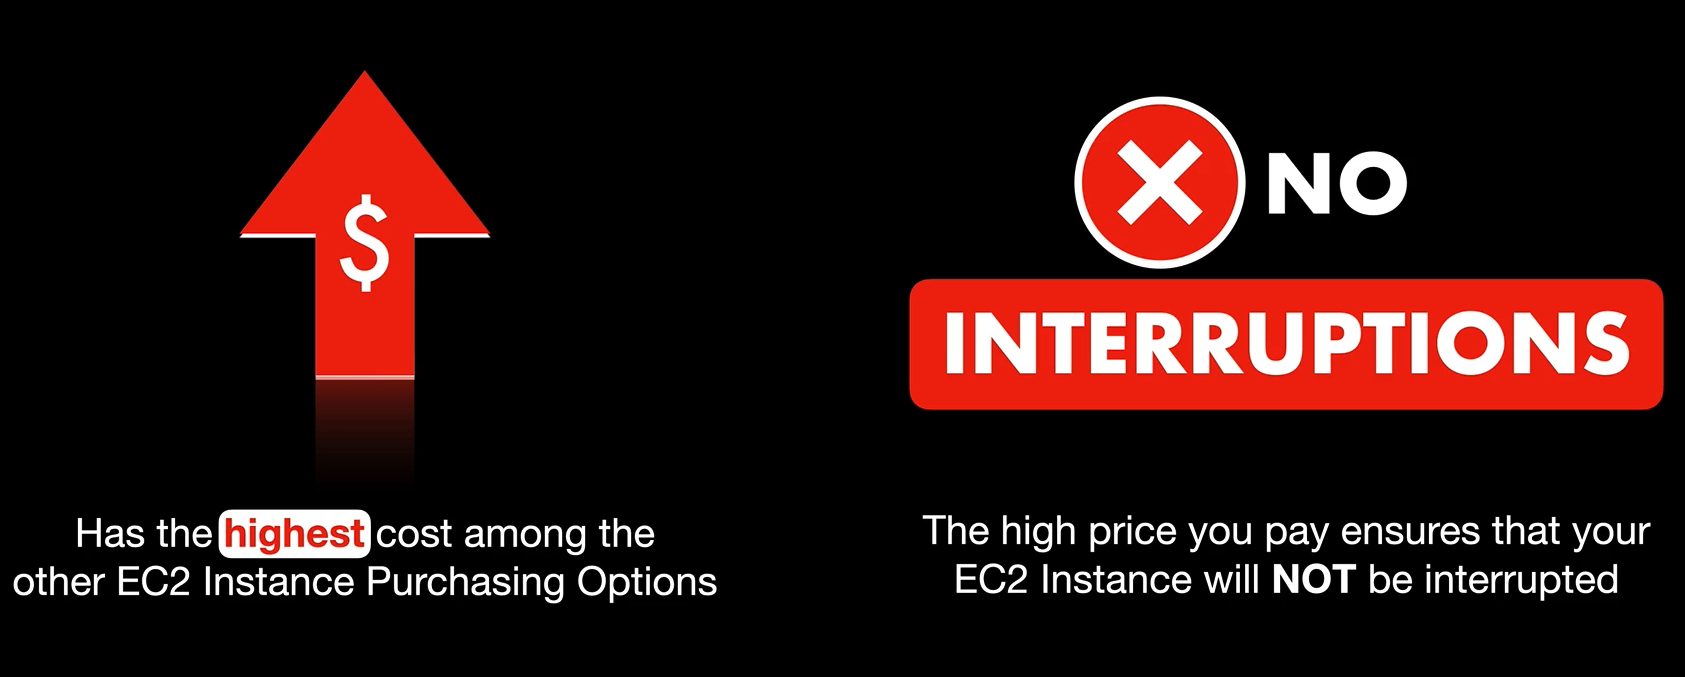 $
Has the highest cost among the
other EC2 Instance Purchasing Options
NO
INTERRUPTIONS
The high price you pay ensures that your
EC2 Instance will NOT be interrupted